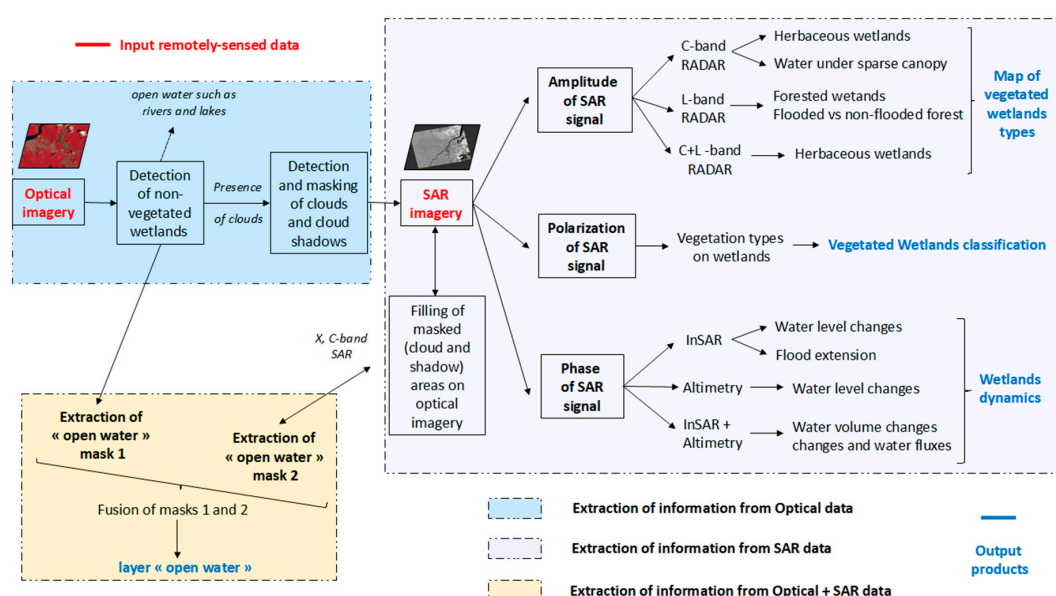 Input remotely-sensed data
open water such as
rivers and lakes
Optical
imagery
Detection
of non-
vegetated
wetlands
Presence
of clouds
Detection
and masking
of clouds
and cloud
shadows
SAR
imagery
Filling of
masked
(cloud and
shadow)
areas on
optical
imagery
X, C-band
SAR
Amplitude
of SAR
signal
C-band
RADAR
Herbaceous wetlands
Water under sparse canopy
L-band
RADAR
Forested wetands
Flooded vs non-flooded forest
C+L -band
RADAR
Herbaceous wetlands
Map of
vegetated
wetlands
types
Polarization
of SAR
signal
Vegetation types
on wetlands
Vegetated Wetlands classification
Phase
of SAR
signal
InSAR
Water level changes
Flood extension
Altimetry
Water level changes
InSAR +
Altimetry
Water volume changes
changes and water fluxes
Wetlands
dynamics
Extraction of
« open water »
mask 1
Extraction of
« open water »
mask 2
Fusion of masks 1 and 2
layer « open water »
Extraction of information from Optical data
Extraction of information from SAR data
Extraction of information from Optical + SAR data
Output
products